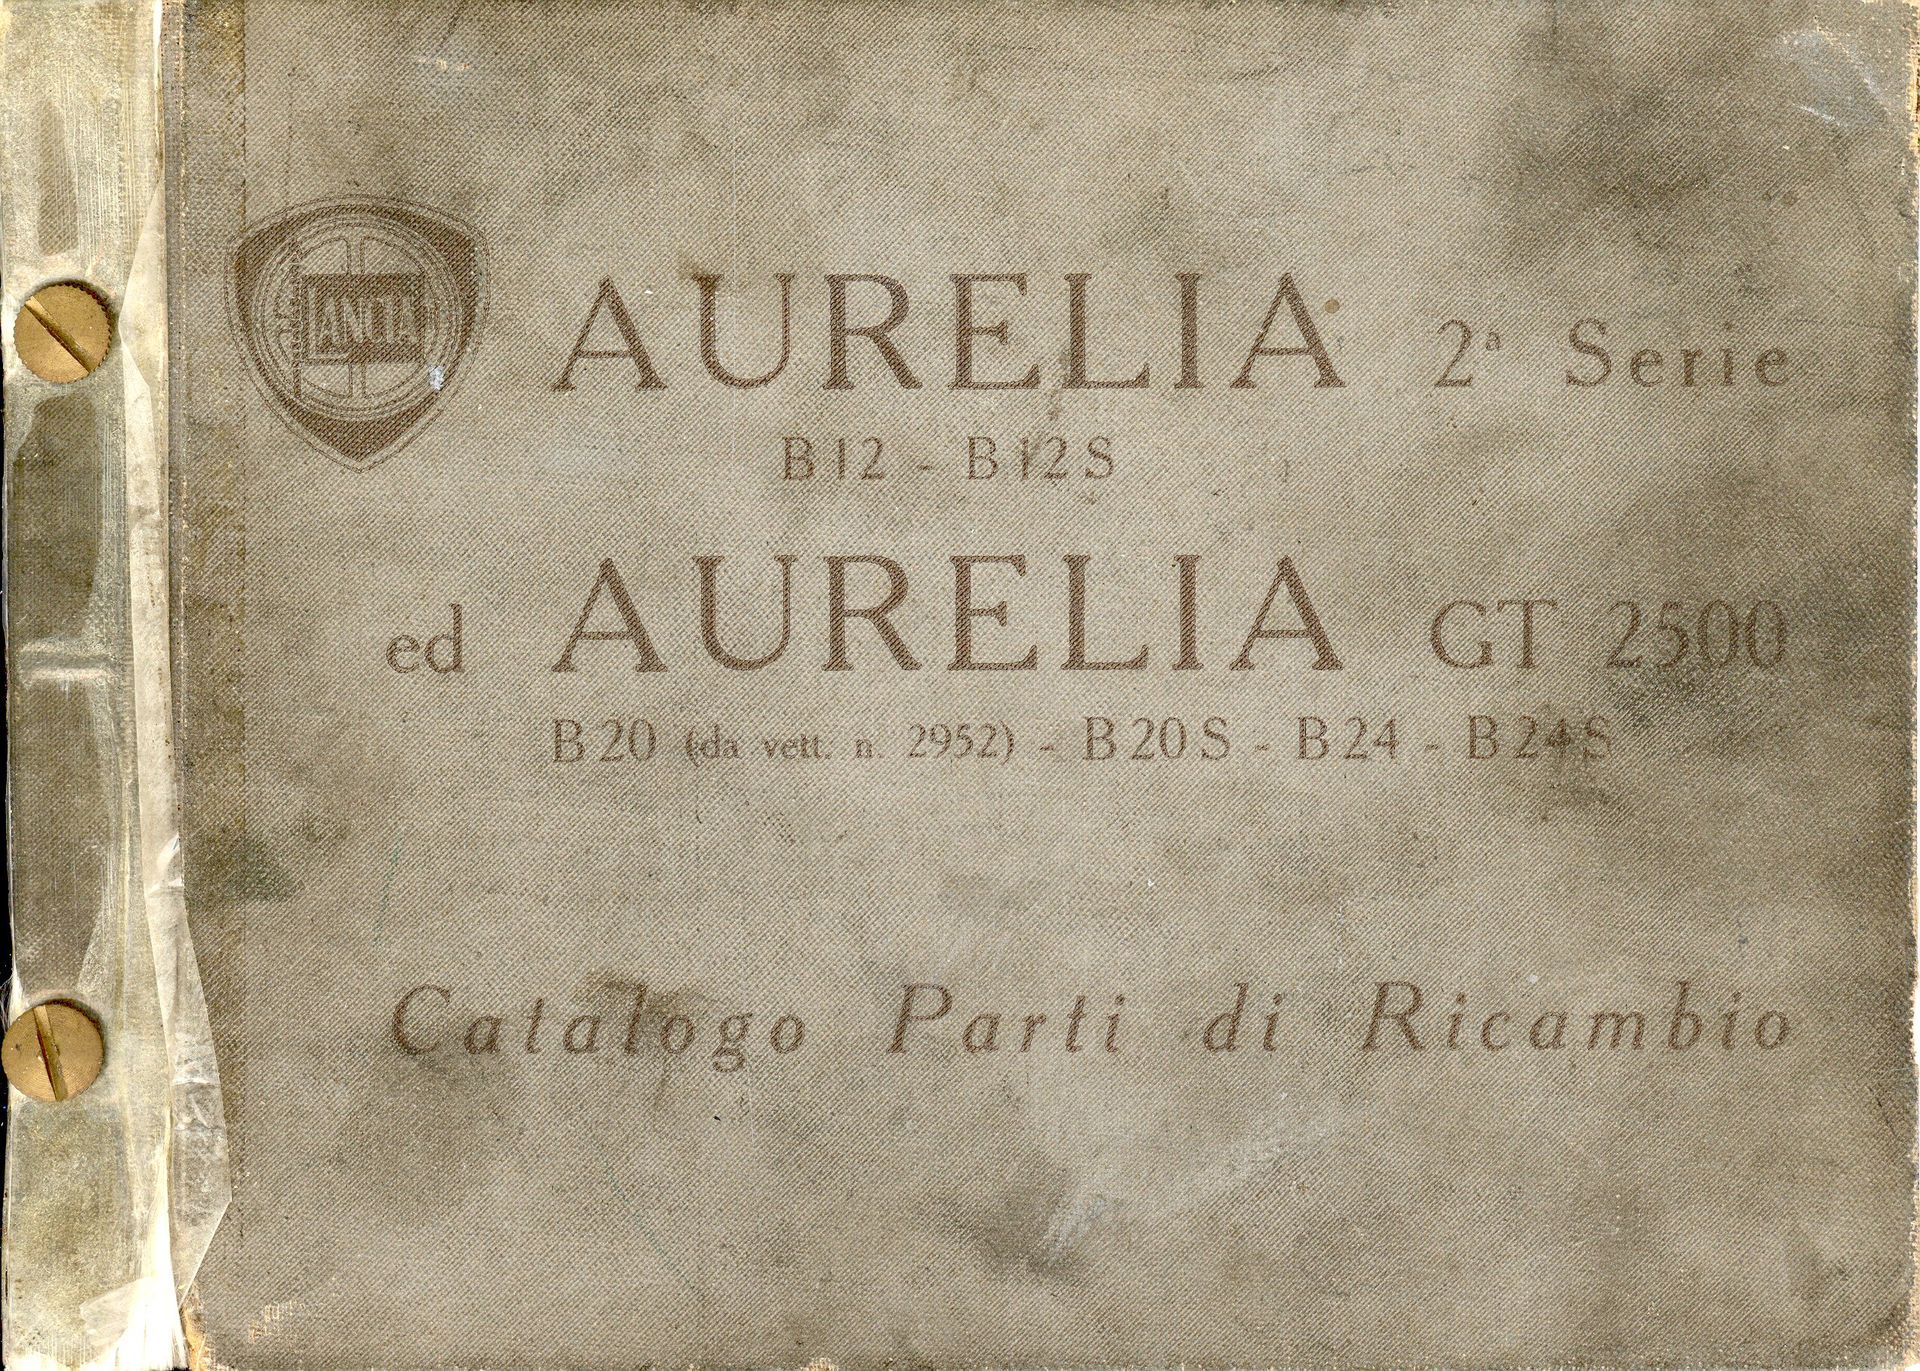 LANCIA
AURELIA 2ª Serie
B12 - B12S
ed AURELIA GT 2500
B20 (da vett. n. 2952) - B20S - B24 - B24S
Catalogo Parti di Ricambio